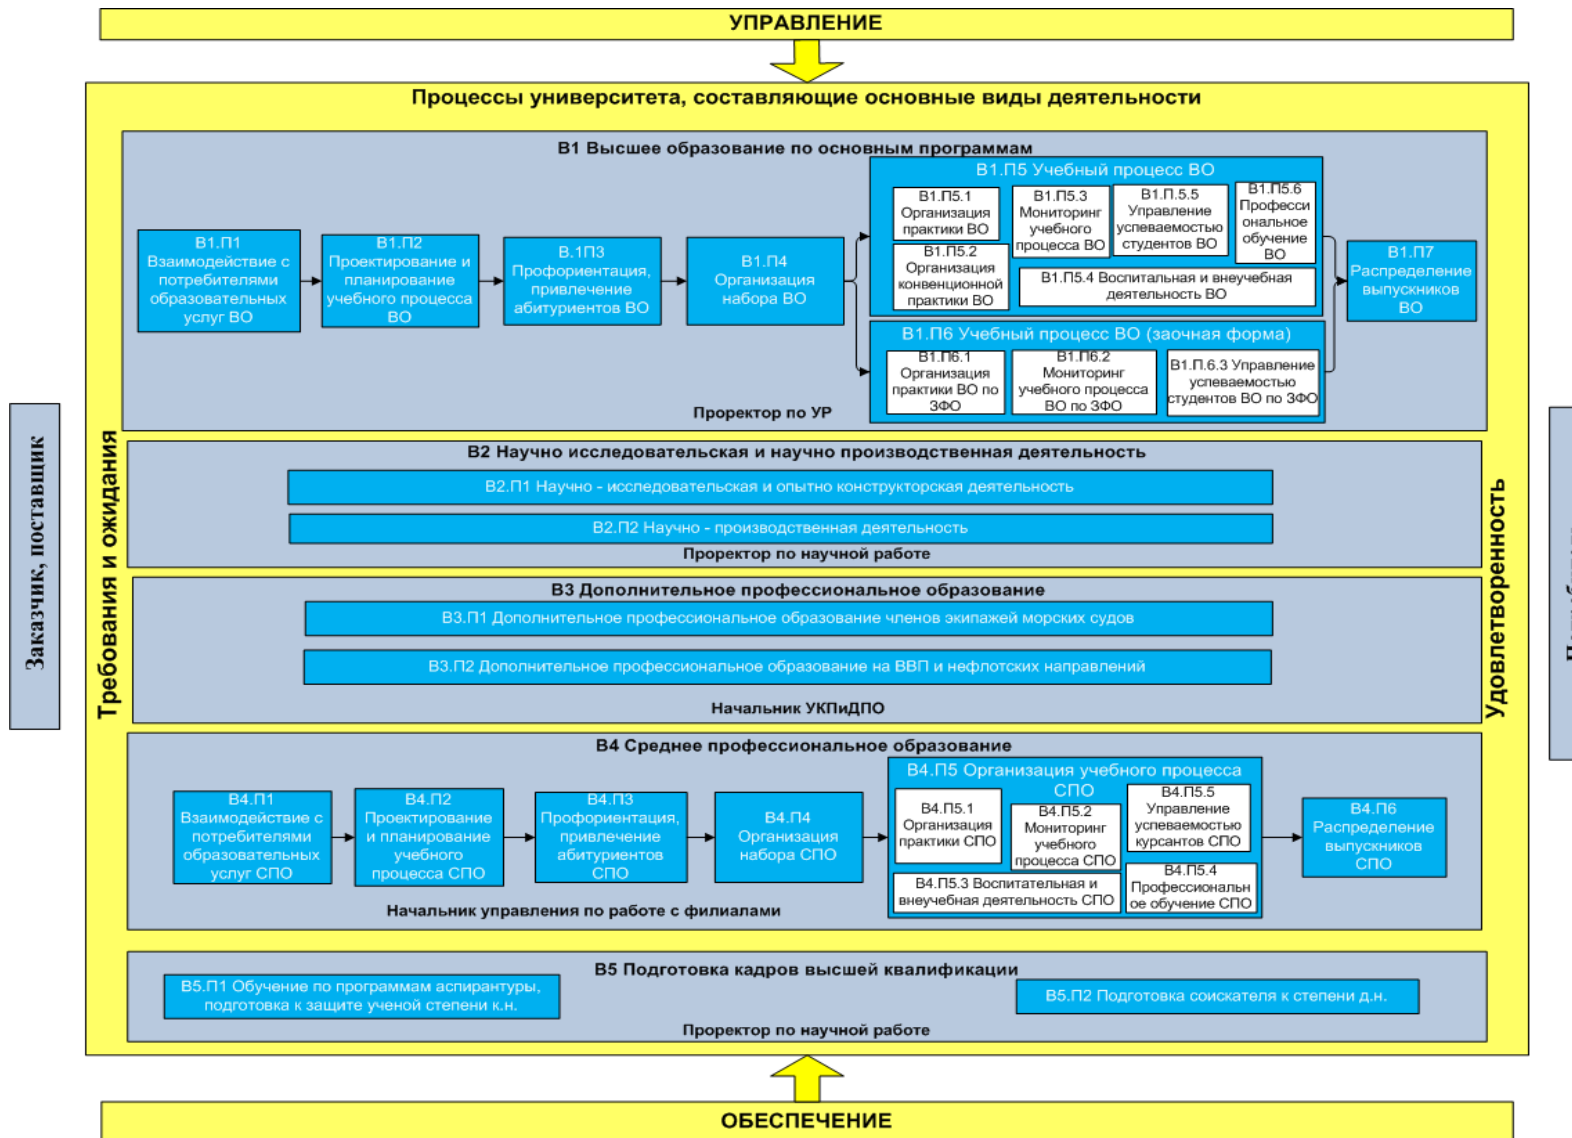 УПРАВЛЕНИЕ
Процессы университета, составляющие основные виды деятельности
Заказчик, поставщик
Требования и ожидания
В1 Высшее образование по основным программам
В1.П1
Взаимодействие с
потребителями
образовательных
услуг ВО
В1.П2
Проектирование и
планирование
учебного процесса
ВО
В.1П3
Профориентация,
привлечение
абитуриентов ВО
В1.П4
Организация
набора ВО
В1.П5 Учебный процесс ВО
В1.П5.1
Организация
практики ВО
В1.П5.2
Организация
конвенционной
практики ВО
В1.П5.3
Мониторинг
учебного
процесса ВО
В1.П.5.5
Управление
успеваемостью
студентов ВО
В1.П5.6
Професси
ональное
обучение
ВО
В1.П5.4 Воспитальная и внеучебная
деятельность ВО
В1.П6 Учебный процесс ВО (заочная форма)
В1.П6.1
Организация
практики ВО по
ЗФО
В1.П6.2
Мониторинг
учебного процесса
ВО по ЗФО
В1.П.6.3 Управление
успеваемостью
студентов ВО по ЗФО
В1.П7
Распределение
выпускников
ВО
Проректор по УР
В2 Научно исследовательская и научно производственная деятельность
В2.П1 Научно - исследовательская и опытно конструкторская деятельность
В2.П2 Научно - производственная деятельность
Проректор по научной работе
В3 Дополнительное профессиональное образование
В3.П1 Дополнительное профессиональное образование членов экипажей морских судов
В3.П2 Дополнительное профессиональное образование на ВВП и нефлотских направлений
Начальник УКПиДПО
В4 Среднее профессиональное образование
В4.П1
Взаимодействие с
потребителями
образовательных
услуг СПО
В4.П2
Проектирование
и планирование
учебного
процесса СПО
В4.П3
Профориентация,
привлечение
абитуриентов
СПО
В4.П4
Организация
набора СПО
В4.П5 Организация учебного процесса
СПО
В4.П5.1
Организация
практики СПО
В4.П5.2
Мониторинг
учебного
процесса СПО
В4.П5.5
Управление
успеваемостью
курсантов СПО
В4.П5.3 Воспитательная и
внеучебная деятельность СПО
В4.П5.4
Профессиональн
ое обучение СПО
В4.П6
Распределение
выпускников
СПО
Начальник управления по работе с филиалами
В5 Подготовка кадров высшей квалификации
В5.П1 Обучение по программам аспирантуры,
подготовка к защите ученой степени к.н.
В5.П2 Подготовка соискателя к степени д.н.
Проректор по научной работе
Удовлетворенность
ОБЕСПЕЧЕНИЕ